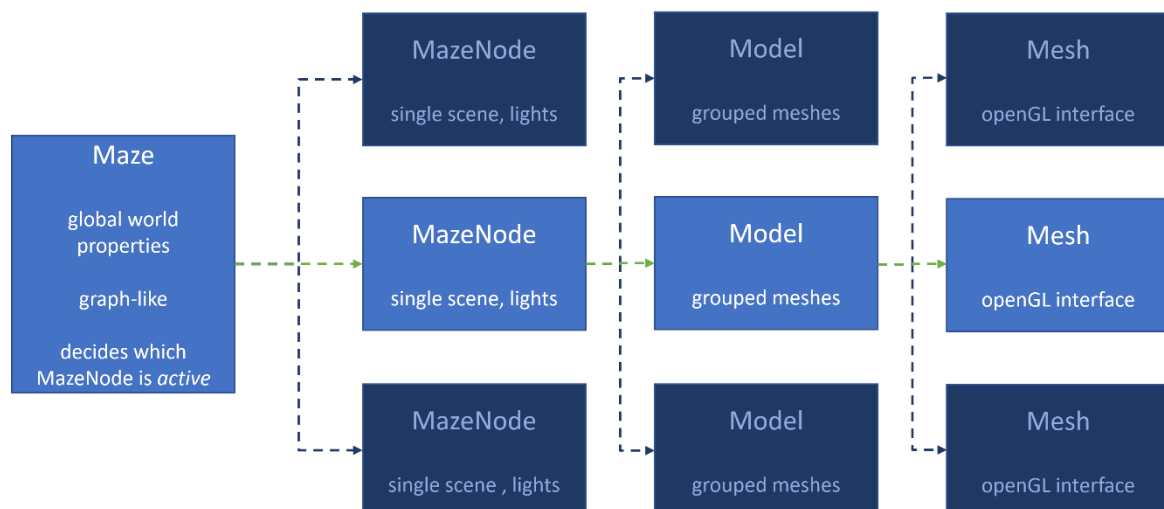 Maze
global world
properties
graph-like
decides which
MazeNode is active
MazeNode
single scene, lights
Model
grouped meshes
Mesh
openGL interface
MazeNode
single scene, lights
Model
grouped meshes
Mesh
openGL interface
MazeNode
single scene , lights
Model
grouped meshes
Mesh
openGL interface